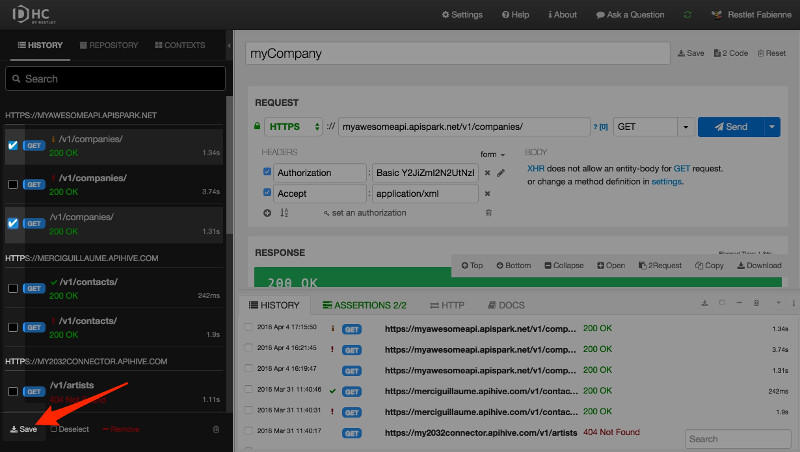 DHC
BY RESTLET
Settings
Help
About
Ask a Question
Restlet Fabienne
HISTORY
REPOSITORY
CONTEXTS
Search
HTTPS://MYAWESOMEAPI.APISPARK.NET
GET
/v1/companies/
200 OK
1.34s
GET
/v1/companies/
200 OK
3.74s
GET
/v1/companies/
200 OK
1.31s
HTTPS://MERCIGUILLAUME.APIHIVE.COM
GET
/v1/contacts/
200 OK
242ms
GET
/v1/contacts/
200 OK
1.9s
HTTPS://MY2032CONNECTOR.APIHIVE.COM
GET
/v1/artists
404 Not
1.11s
Save
Deselect
Remove
myCompany
Save
2 Code
Reset
REQUEST
HTTPS
://
myawesomeapi.apispark.net/v1/companies/
? [0]
GET
Send
HEADERS
form
Authorization
:
Basic Y2JiZmI2N2UtNzI
Accept
:
application/xml
set an authorization
BODY
XHR does not allow an entity-body for GET request.
or change a method definition in settings.
RESPONSE
200 OK
Top
Bottom
Collapse
Open
2Request
Copy
Download
HISTORY
ASSERTIONS 2/2
HTTP
DOCS
2016 Apr 4 17:15:50 GET https://myawesomeapi.apispark.net/v1/comp... 200 OK 1.34s
2016 Apr 4 16:21:45 GET https://myawesomeapi.apispark.net/v1/comp... 200 OK 3.74s
2016 Apr 4 16:19:47 GET https://myawesomeapi.apispark.net/v1/comp... 200 OK 1.31s
2016 Mar 31 11:40:46 GET https://merciguillaume.apihive.com/v1/contac... 200 OK 242ms
2016 Mar 31 11:40:31 GET https://merciguillaume.apihive.com/v1/contac... 200 OK 1.9s
2016 Mar 31 11:40:17 GET https://my2032connector.apihive.com/v1/artists 404 Not Found
Search